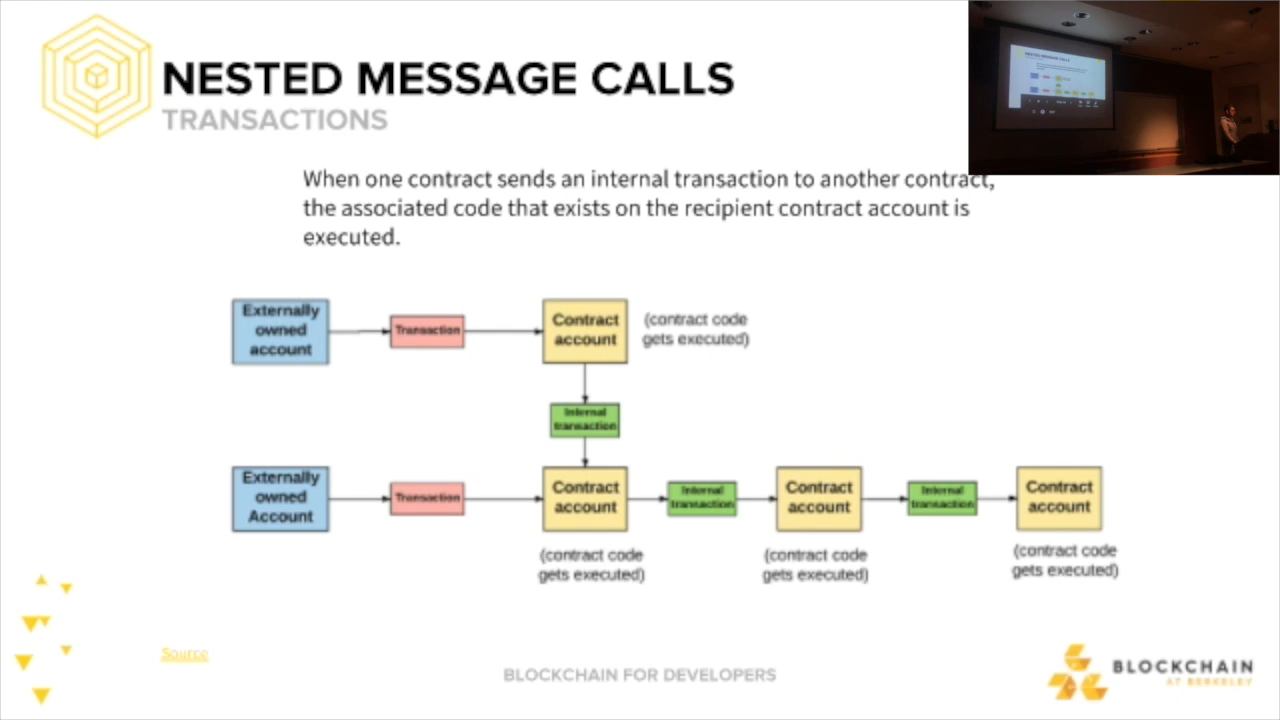 NESTED MESSAGE CALLS
TRANSACTIONS
When one contract sends an internal transaction to another contract,
the associated code that exists on the recipient contract account is
executed.
Externally
owned
account
Transaction
Contract
account
(contract code
gets executed)
Internal
transaction
Externally
owned
Account
Transaction
Contract
account
Internal
transaction
Contract
account
Internal
transaction
Contract
account
(contract code
gets executed)
(contract code
gets executed)
(contract code
gets executed)
Source
BLOCKCHAIN FOR DEVELOPERS
BLOCKCHAIN
AT BERKELEY